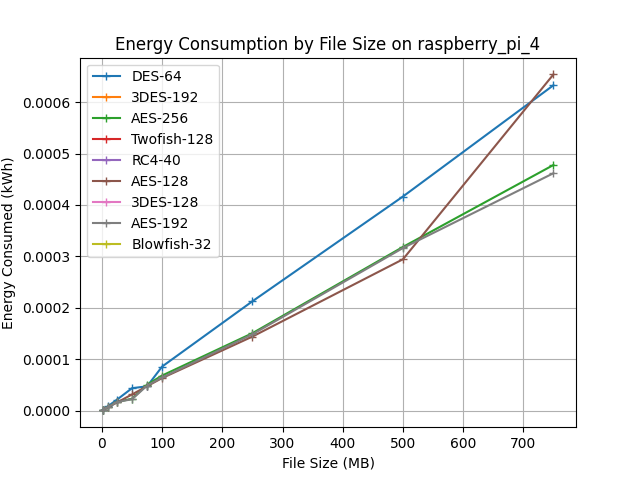 Energy Consumption by File Size on raspberry_pi_4
DES-64
3DES-192
AES-256
Twofish-128
RC4-40
AES-128
3DES-128
AES-192
Blowfish-32
Energy Consumed (kWh)
0.0006
0.0005
0.0004
0.0003
0.0002
0.0001
0.0000
0 100 200 300 400 500 600 700
File Size (MB)